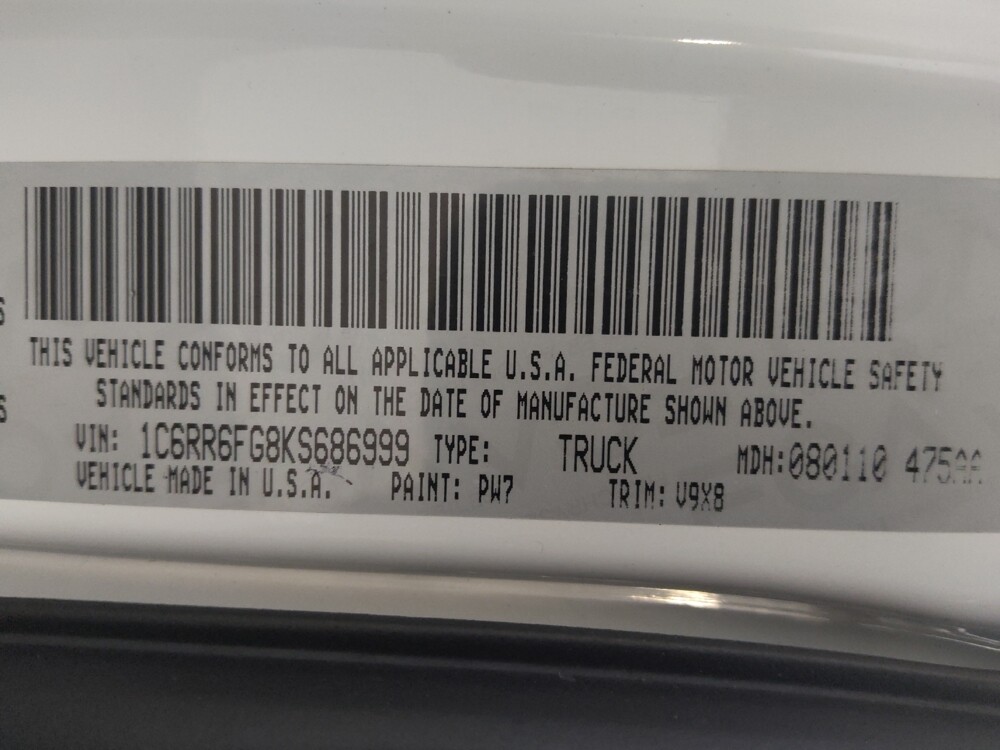 THIS VEHICLE CONFORMS TO ALL APPLICABLE U.S.A. FEDERAL MOTOR VEHICLE SAFETY
STANDARDS IN EFFECT ON THE DATE OF MANUFACTURE SHOWN ABOVE.
VIN: 1C6RR6FG8KS686999 TYPE: TRUCK MDH:080110 475AA
VEHICLE MADE IN U.S.A. PAINT: PW7 TRIM: V9X8